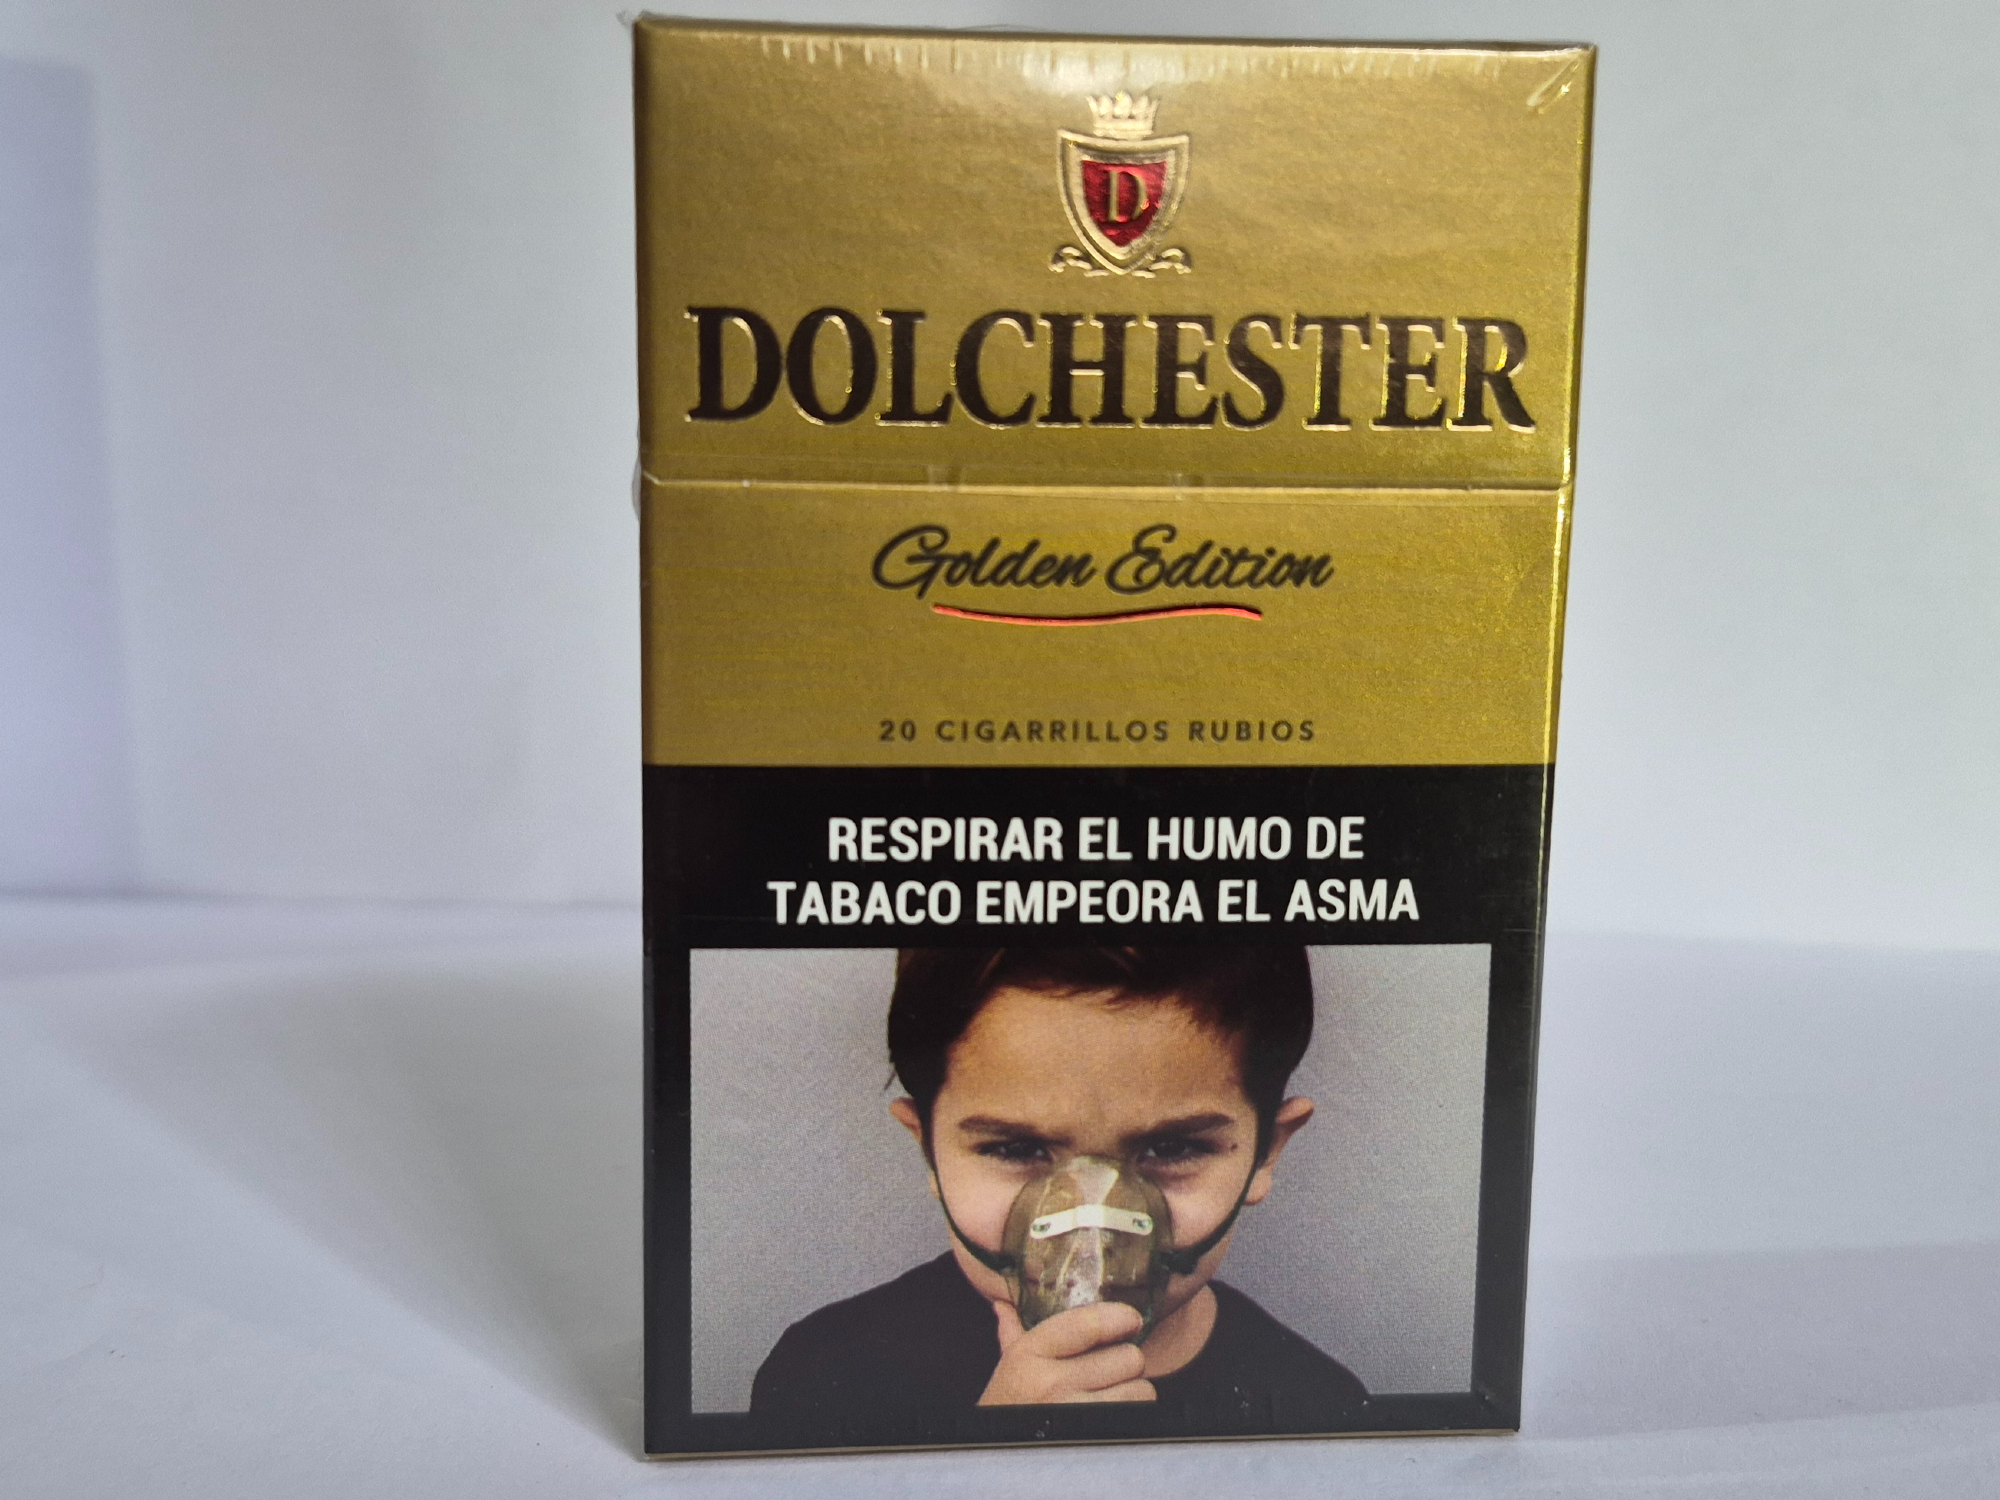 D
DOLCHESTER
Golden Edition
20 CIGARRILLOS RUBIOS
RESPIRAR EL HUMO DE
TABACO EMPEORA EL ASMA